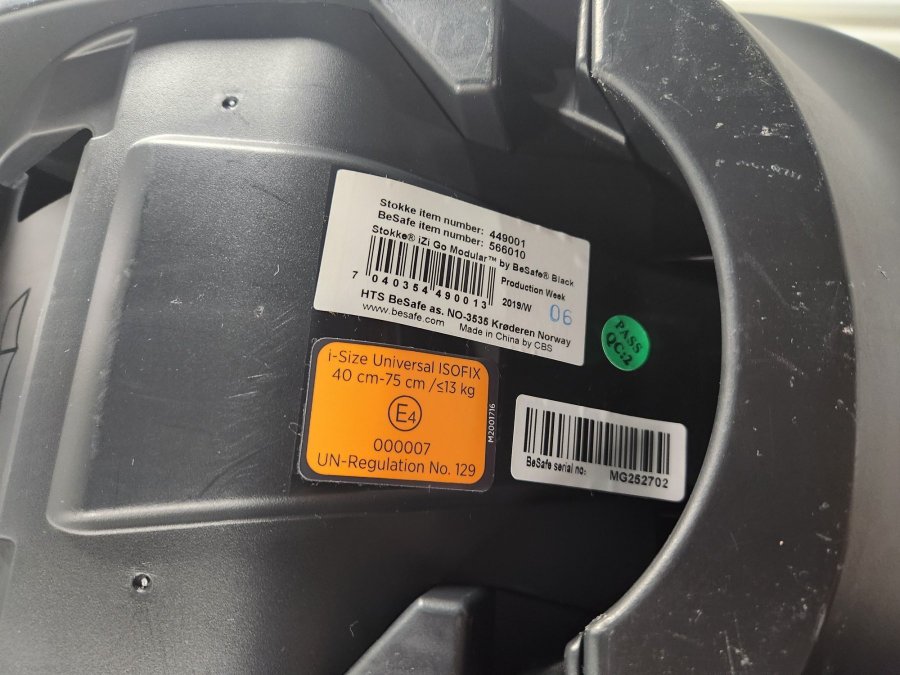 Stokke item number: 449001
BeSafe item number: 566010
Stokke® iZi Go Modular™ by BeSafe® Black
7 040354 490013
Production Week
2019/W 06
HTS BeSafe as. NO-3535 Krøderen Norway
www.besafe.com Made in China by CBS
PASS
QC:2
i-Size Universal ISOFIX
40 cm-75 cm /≤13 kg
E4
000007
UN-Regulation No. 129
M2001716
BeSafe serial no: MG252702